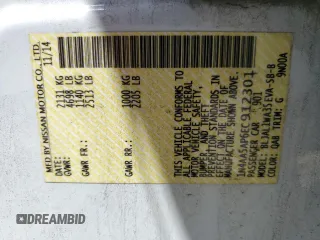 MFD BY NISSAN MOTOR CO., LTD.
11/14
GVWR 2131 KG
4698 LB
GAWR FR 1140 KG
2513 LB
GAWR RR 1000 KG
2205 LB
THIS VEHICLE CONFORMS TO
ALL APPLICABLE FEDERAL
MOTOR VEHICLE SAFETY,
BUMPER, AND THEFT
PREVENTION STANDARDS
IN EFFECT ON THE DATE OF
MANUFACTURE SHOWN ABOVE.
1N4AA5AP6EC912301
PASSENGER CAR
COLOR: QAB TRIM: G
9N00A
DREAMBID